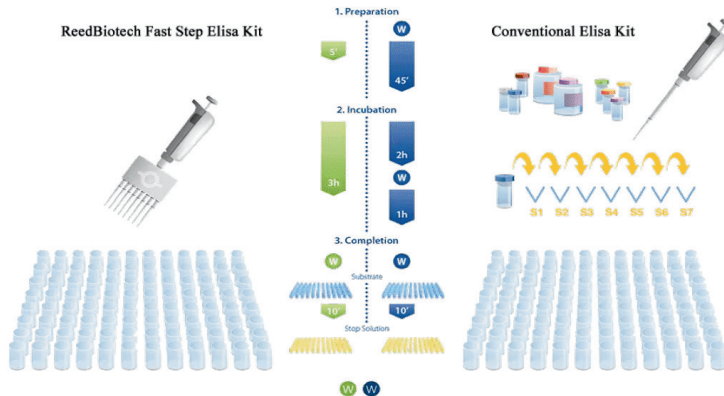 ReedBiotech Fast Step Elisa Kit
1. Preparation
Conventional Elisa Kit
W
5'
45'
2. Incubation
3h
2h
W
1h
S1 S2 S3 S4 S5 S6 S7
3. Completion
W W
Substrate
10' 10'
Stop Solution
W W